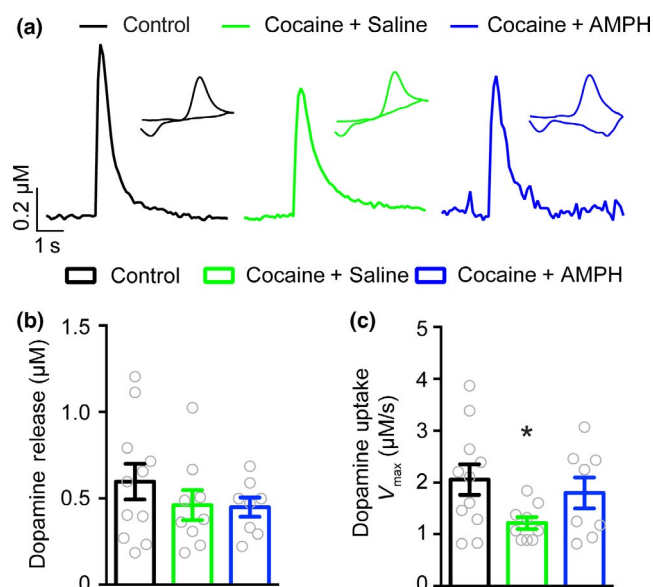 (a) Control Cocaine + Saline Cocaine + AMPH
0.2 µM
1 s
Control Cocaine + Saline Cocaine + AMPH
(b)
Dopamine release (µM)
1.5
1.0
0.5
0
(c)
Dopamine uptake
Vmax (µM/s)
5
4
3
2
1
0
*